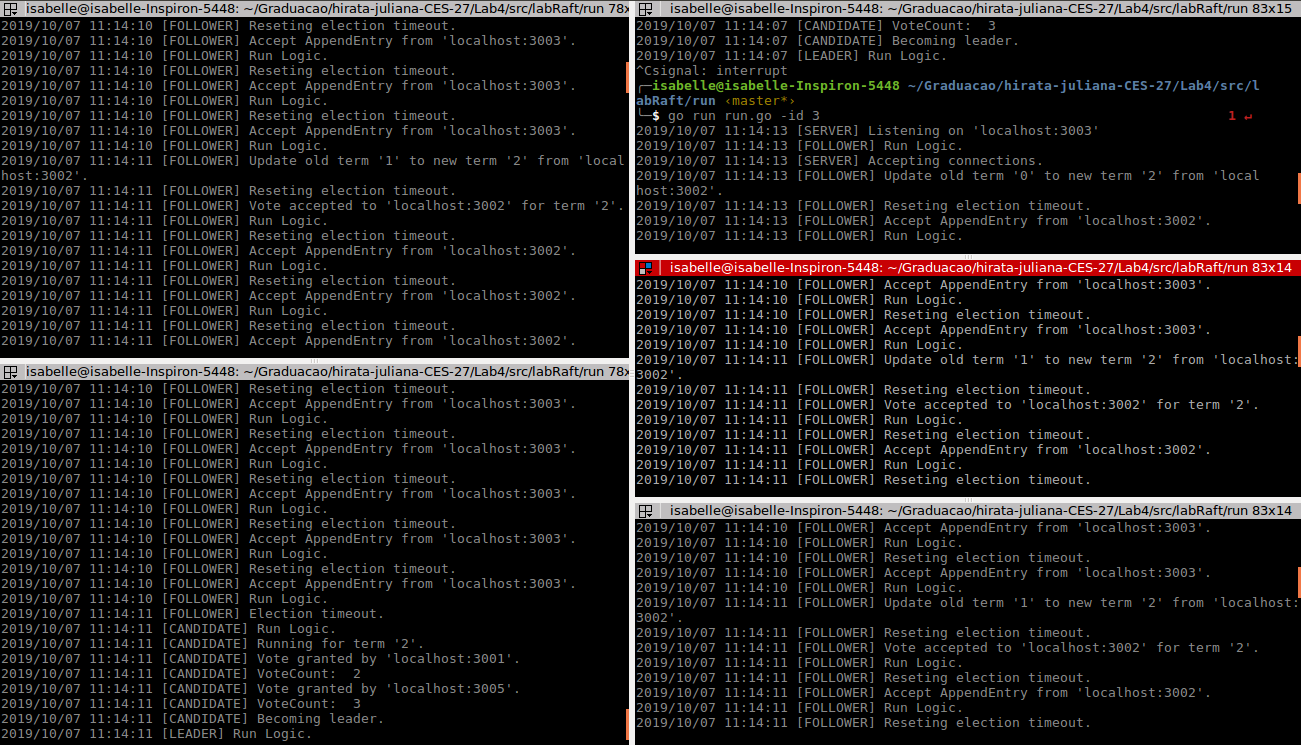 isabelle@isabelle-Inspiron-5448: ~/Graduacao/hirata-juliana-CES-27/Lab4/src/labRaft/run 78x
2019/10/07 11:14:10 [FOLLOWER] Reseting election timeout.
2019/10/07 11:14:10 [FOLLOWER] Accept AppendEntry from 'localhost:3003'.
2019/10/07 11:14:10 [FOLLOWER] Run Logic.
2019/10/07 11:14:10 [FOLLOWER] Reseting election timeout.
2019/10/07 11:14:10 [FOLLOWER] Accept AppendEntry from 'localhost:3003'.
2019/10/07 11:14:10 [FOLLOWER] Run Logic.
2019/10/07 11:14:10 [FOLLOWER] Reseting election timeout.
2019/10/07 11:14:10 [FOLLOWER] Accept AppendEntry from 'localhost:3003'.
2019/10/07 11:14:10 [FOLLOWER] Run Logic.
2019/10/07 11:14:11 [FOLLOWER] Update old term '1' to new term '2' from 'local
host:3002'.
2019/10/07 11:14:11 [FOLLOWER] Reseting election timeout.
2019/10/07 11:14:11 [FOLLOWER] Vote accepted to 'localhost:3002' for term '2'.
2019/10/07 11:14:11 [FOLLOWER] Run Logic.
2019/10/07 11:14:11 [FOLLOWER] Reseting election timeout.
2019/10/07 11:14:11 [FOLLOWER] Accept AppendEntry from 'localhost:3002'.
2019/10/07 11:14:11 [FOLLOWER] Run Logic.
2019/10/07 11:14:11 [FOLLOWER] Reseting election timeout.
2019/10/07 11:14:11 [FOLLOWER] Accept AppendEntry from 'localhost:3002'.
2019/10/07 11:14:11 [FOLLOWER] Run Logic.
2019/10/07 11:14:11 [FOLLOWER] Reseting election timeout.
2019/10/07 11:14:11 [FOLLOWER] Accept AppendEntry from 'localhost:3002'.
isabelle@isabelle-Inspiron-5448: ~/Graduacao/hirata-juliana-CES-27/Lab4/src/labRaft/run 78x
2019/10/07 11:14:10 [FOLLOWER] Reseting election timeout.
2019/10/07 11:14:10 [FOLLOWER] Accept AppendEntry from 'localhost:3003'.
2019/10/07 11:14:10 [FOLLOWER] Run Logic.
2019/10/07 11:14:10 [FOLLOWER] Reseting election timeout.
2019/10/07 11:14:10 [FOLLOWER] Accept AppendEntry from 'localhost:3003'.
2019/10/07 11:14:10 [FOLLOWER] Run Logic.
2019/10/07 11:14:10 [FOLLOWER] Reseting election timeout.
2019/10/07 11:14:10 [FOLLOWER] Accept AppendEntry from 'localhost:3003'.
2019/10/07 11:14:10 [FOLLOWER] Run Logic.
2019/10/07 11:14:10 [FOLLOWER] Reseting election timeout.
2019/10/07 11:14:10 [FOLLOWER] Accept AppendEntry from 'localhost:3003'.
2019/10/07 11:14:10 [FOLLOWER] Run Logic.
2019/10/07 11:14:10 [FOLLOWER] Reseting election timeout.
2019/10/07 11:14:10 [FOLLOWER] Accept AppendEntry from 'localhost:3003'.
2019/10/07 11:14:10 [FOLLOWER] Run Logic.
2019/10/07 11:14:11 [FOLLOWER] Election timeout.
2019/10/07 11:14:11 [CANDIDATE] Run Logic.
2019/10/07 11:14:11 [CANDIDATE] Running for term '2'.
2019/10/07 11:14:11 [CANDIDATE] Vote granted by 'localhost:3001'.
2019/10/07 11:14:11 [CANDIDATE] VoteCount:  2
2019/10/07 11:14:11 [CANDIDATE] Vote granted by 'localhost:3005'.
2019/10/07 11:14:11 [CANDIDATE] VoteCount:  3
2019/10/07 11:14:11 [CANDIDATE] Becoming leader.
2019/10/07 11:14:11 [LEADER] Run Logic.
isabelle@isabelle-Inspiron-5448: ~/Graduacao/hirata-juliana-CES-27/Lab4/src/labRaft/run 83x15
2019/10/07 11:14:07 [CANDIDATE] VoteCount:  3
2019/10/07 11:14:07 [CANDIDATE] Becoming leader.
2019/10/07 11:14:07 [LEADER] Run Logic.
^Csignal: interrupt
╭─isabelle@isabelle-Inspiron-5448 ~/Graduacao/hirata-juliana-CES-27/Lab4/src/l
abRaft/run ‹master*›
╰─$ go run run.go -id 3 1 ↵
2019/10/07 11:14:13 [SERVER] Listening on 'localhost:3003'
2019/10/07 11:14:13 [FOLLOWER] Run Logic.
2019/10/07 11:14:13 [SERVER] Accepting connections.
2019/10/07 11:14:13 [FOLLOWER] Update old term '0' to new term '2' from 'local
host:3002'.
2019/10/07 11:14:13 [FOLLOWER] Reseting election timeout.
2019/10/07 11:14:13 [FOLLOWER] Accept AppendEntry from 'localhost:3002'.
2019/10/07 11:14:13 [FOLLOWER] Run Logic.
isabelle@isabelle-Inspiron-5448: ~/Graduacao/hirata-juliana-CES-27/Lab4/src/labRaft/run 83x14
2019/10/07 11:14:10 [FOLLOWER] Accept AppendEntry from 'localhost:3003'.
2019/10/07 11:14:10 [FOLLOWER] Run Logic.
2019/10/07 11:14:10 [FOLLOWER] Reseting election timeout.
2019/10/07 11:14:10 [FOLLOWER] Accept AppendEntry from 'localhost:3003'.
2019/10/07 11:14:10 [FOLLOWER] Run Logic.
2019/10/07 11:14:11 [FOLLOWER] Update old term '1' to new term '2' from 'localhost:
3002'.
2019/10/07 11:14:11 [FOLLOWER] Reseting election timeout.
2019/10/07 11:14:11 [FOLLOWER] Vote accepted to 'localhost:3002' for term '2'.
2019/10/07 11:14:11 [FOLLOWER] Run Logic.
2019/10/07 11:14:11 [FOLLOWER] Reseting election timeout.
2019/10/07 11:14:11 [FOLLOWER] Accept AppendEntry from 'localhost:3002'.
2019/10/07 11:14:11 [FOLLOWER] Run Logic.
2019/10/07 11:14:11 [FOLLOWER] Reseting election timeout.
isabelle@isabelle-Inspiron-5448: ~/Graduacao/hirata-juliana-CES-27/Lab4/src/labRaft/run 83x14
2019/10/07 11:14:10 [FOLLOWER] Accept AppendEntry from 'localhost:3003'.
2019/10/07 11:14:10 [FOLLOWER] Run Logic.
2019/10/07 11:14:10 [FOLLOWER] Reseting election timeout.
2019/10/07 11:14:10 [FOLLOWER] Accept AppendEntry from 'localhost:3003'.
2019/10/07 11:14:10 [FOLLOWER] Run Logic.
2019/10/07 11:14:11 [FOLLOWER] Update old term '1' to new term '2' from 'localhost:
3002'.
2019/10/07 11:14:11 [FOLLOWER] Reseting election timeout.
2019/10/07 11:14:11 [FOLLOWER] Vote accepted to 'localhost:3002' for term '2'.
2019/10/07 11:14:11 [FOLLOWER] Run Logic.
2019/10/07 11:14:11 [FOLLOWER] Reseting election timeout.
2019/10/07 11:14:11 [FOLLOWER] Accept AppendEntry from 'localhost:3002'.
2019/10/07 11:14:11 [FOLLOWER] Run Logic.
2019/10/07 11:14:11 [FOLLOWER] Reseting election timeout.